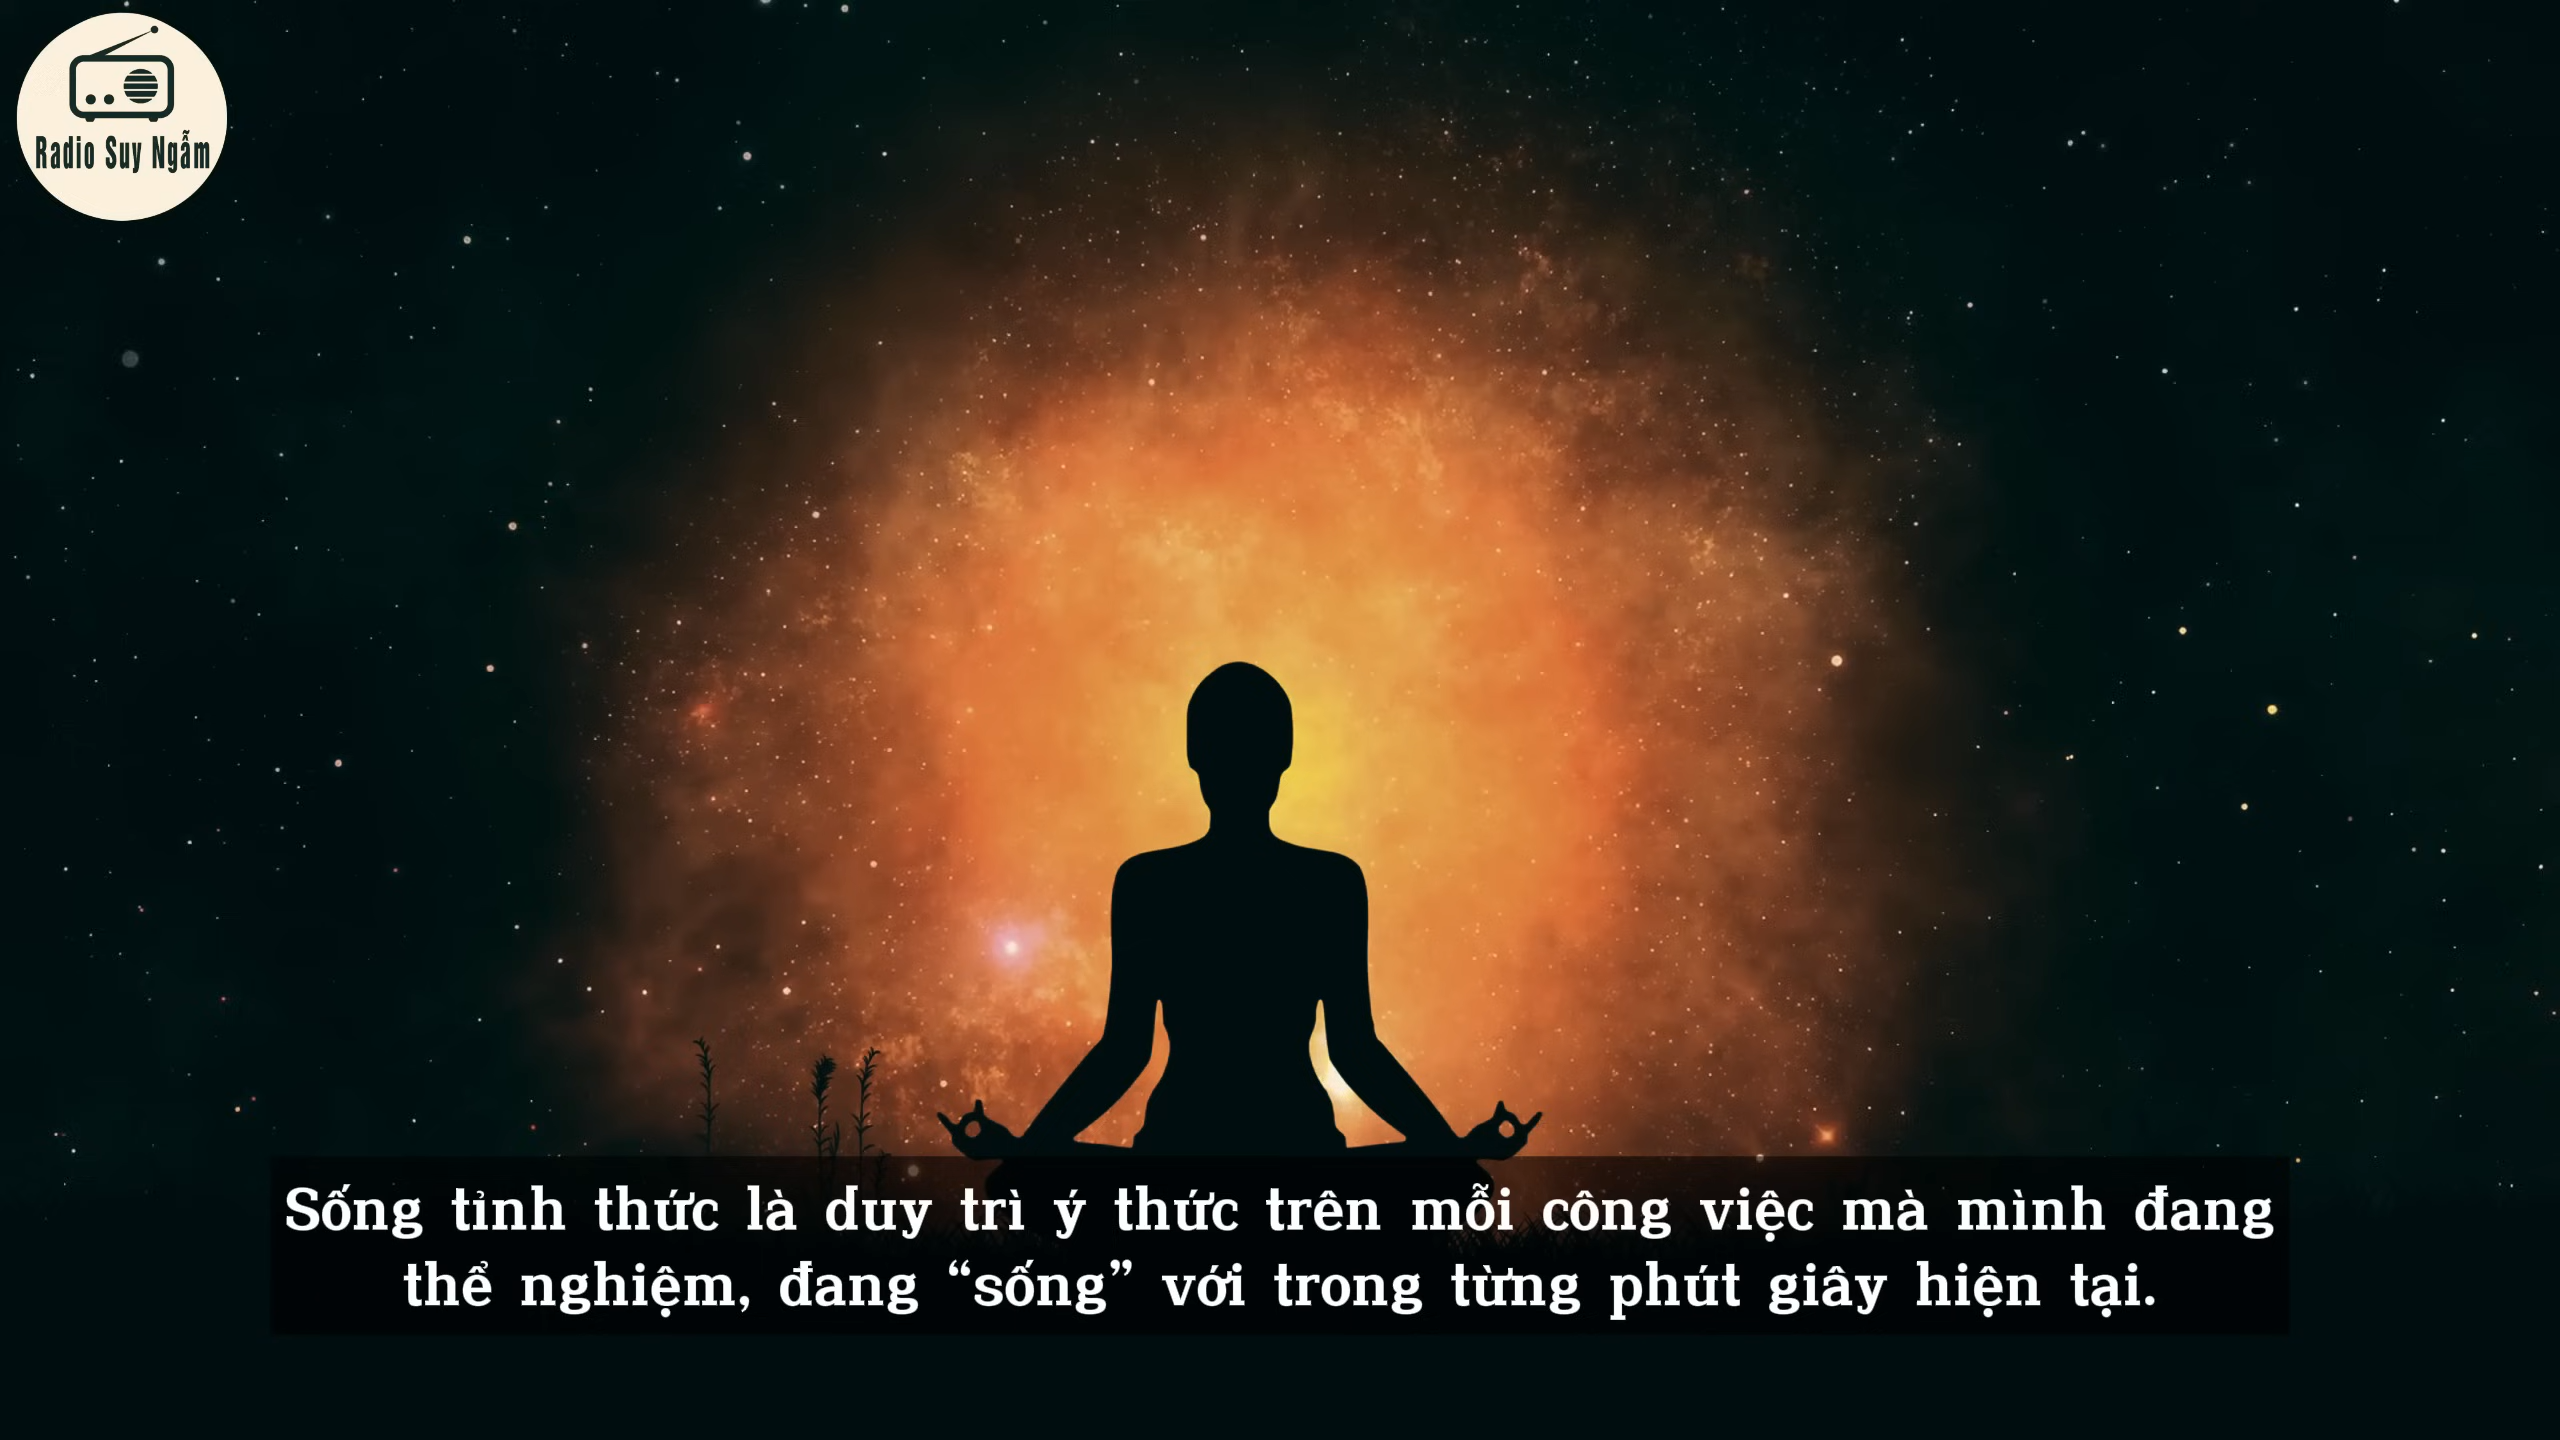 Radio Suy Ngẫm
Sống tỉnh thức là duy trì ý thức trên mỗi công việc mà mình đang
thể nghiệm, đang “sống” với trong từng phút giây hiện tại.